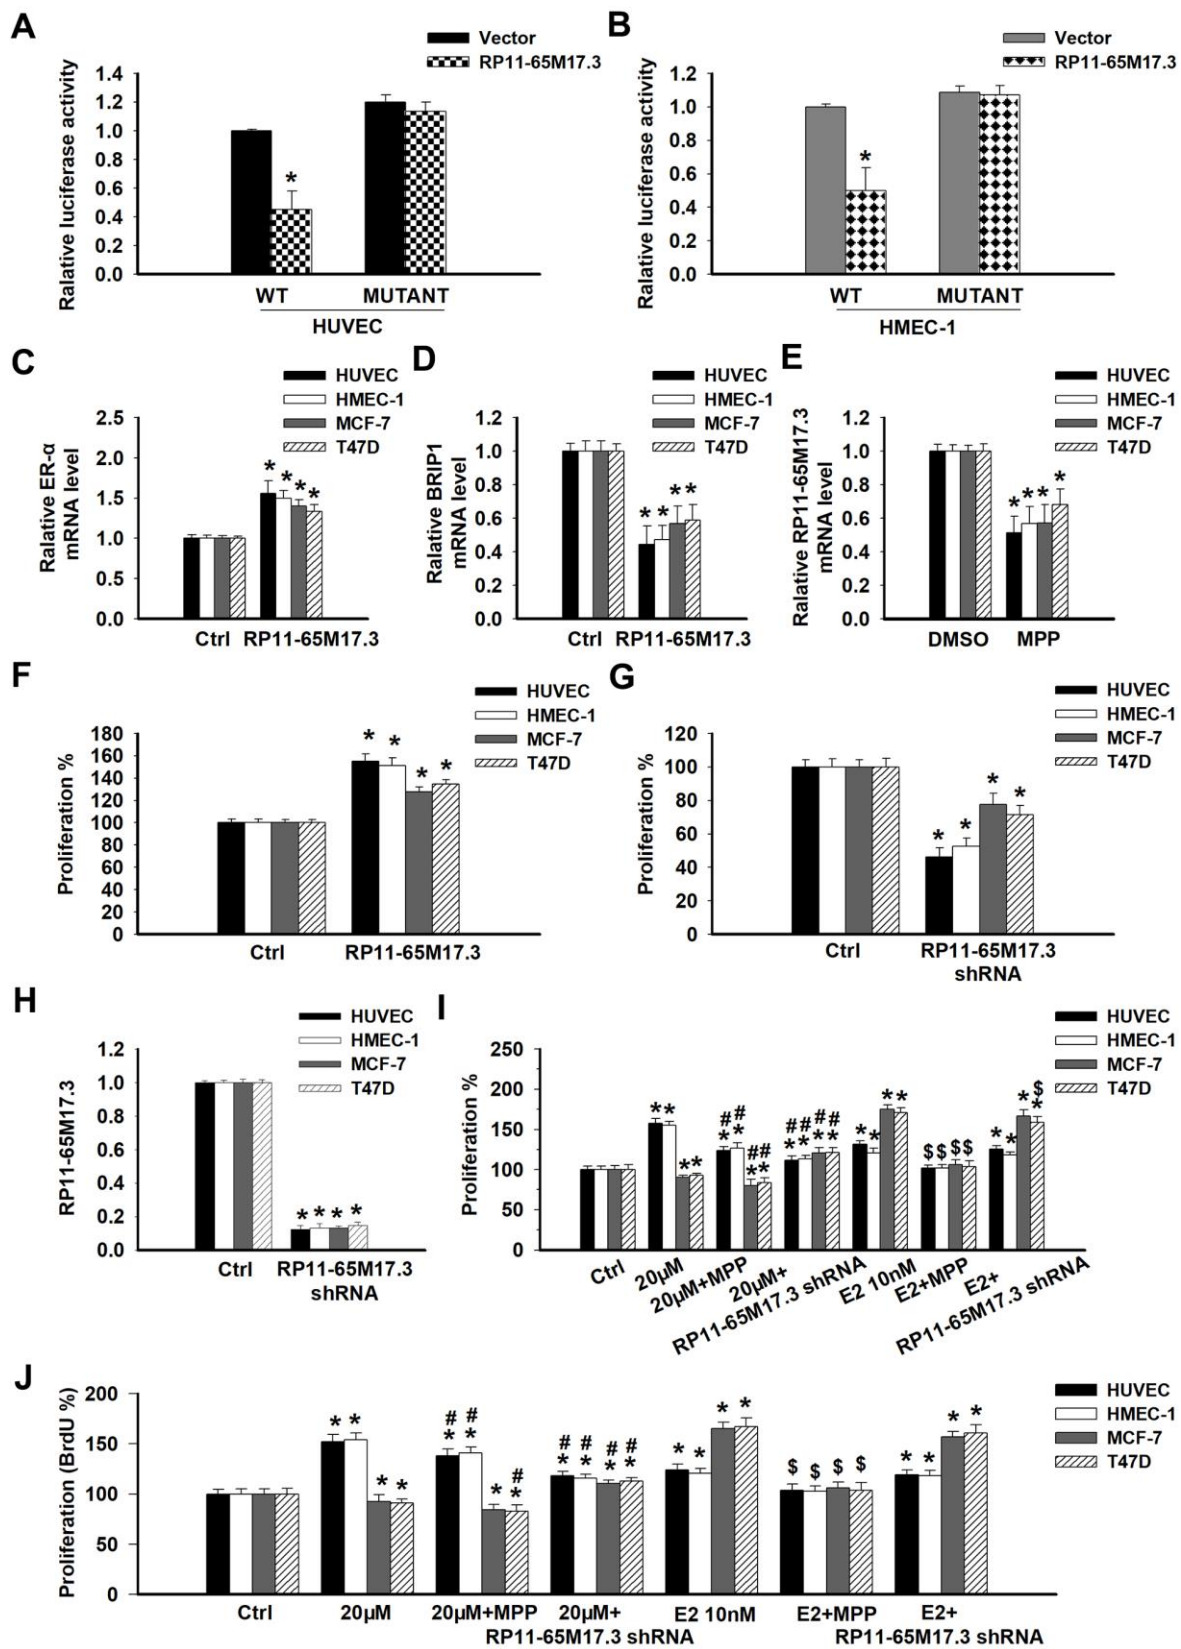 A
Vector
RP11-65M17.3
Ralative luciferase activity
1.4
1.2
1.0
0.8
0.6
0.4
0.2
0.0
*
WT
MUTANT
HUVEC
B
Vector
RP11-65M17.3
Ralative luciferase activity
1.2
1.0
0.8
0.6
0.4
0.2
0.0
*
WT
MUTANT
HMEC-1
C
HUVEC
HMEC-1
MCF-7
T47D
Ralative ER-α
mRNA level
2.5
2.0
1.5
1.0
0.5
0.0
* * * *
Ctrl RP11-65M17.3
D
HUVEC
HMEC-1
MCF-7
T47D
Ralative BRIP1
mRNA level
1.2
1.0
0.8
0.6
0.4
0.2
0.0
* * * *
Ctrl RP11-65M17.3
E
HUVEC
HMEC-1
MCF-7
T47D
Ralative RP11-65M17.3
mRNA level
1.2
1.0
0.8
0.6
0.4
0.2
0.0
* * * *
DMSO MPP
F
HUVEC
HMEC-1
MCF-7
T47D
Proliferation %
180
160
140
120
100
80
60
40
20
0
* * * *
Ctrl RP11-65M17.3
G
HUVEC
HMEC-1
MCF-7
T47D
Proliferation %
120
100
80
60
40
20
0
* * * *
Ctrl RP11-65M17.3
shRNA
H
HUVEC
HMEC-1
MCF-7
T47D
RP11-65M17.3
1.2
1.0
0.8
0.6
0.4
0.2
0.0
* * * *
Ctrl RP11-65M17.3
shRNA
I
HUVEC
HMEC-1
MCF-7
T47D
Proliferation %
250
200
150
100
50
0
* * * *
# # # #
* * * *
# # # #
* * * *
* * * *
$ $ $ $
$
* * * *
Ctrl
20μM
20μM+MPP
20μM+
RP11-65M17.3 shRNA
E2 10nM
E2+MPP
E2+
RP11-65M17.3 shRNA
J
HUVEC
HMEC-1
MCF-7
T47D
Proliferation (BrdU %)
200
150
100
50
0
* * * *
# # #
* * * *
# # # #
* * * *
* * * *
$ $ $ $
* * * *
Ctrl
20μM
20μM+MPP
20μM+
RP11-65M17.3 shRNA
E2 10nM
E2+MPP
E2+
RP11-65M17.3 shRNA